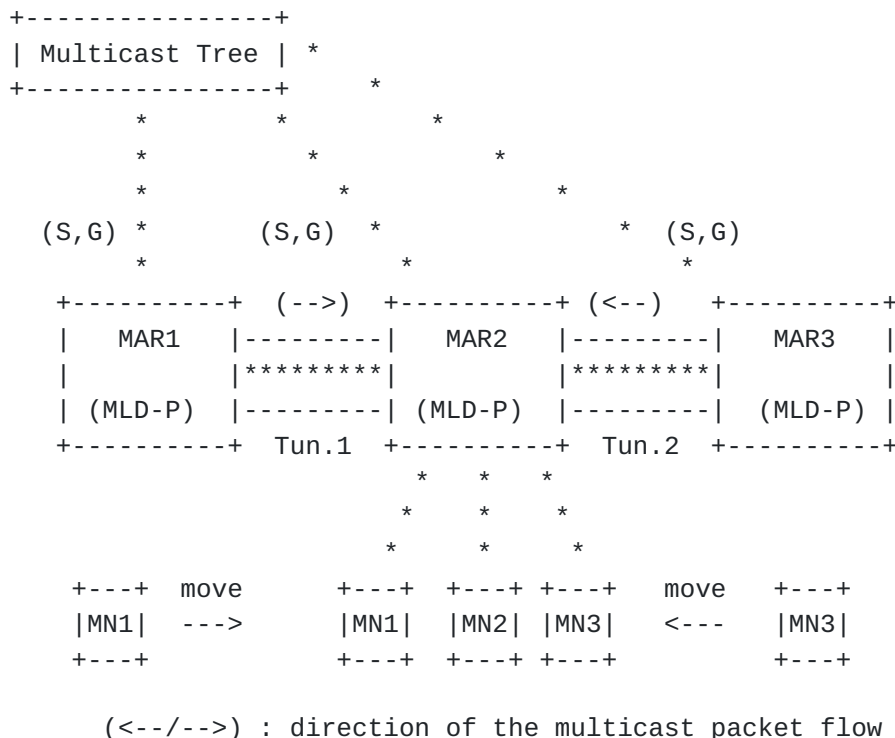 +----------------+
| Multicast Tree | *
+----------------+     *
        *        *         *
        *          *           *
        *            *             *
  (S,G) *       (S,G)  *               *  (S,G)
        *                *                 *
   +----------+  (-->)  +----------+ (<--)   +----------+
   |   MAR1   |---------|   MAR2   |---------|   MAR3   |
   |          |*********|          |*********|          |
   | (MLD-P)  |---------| (MLD-P)  |---------|  (MLD-P) |
   +----------+  Tun.1  +----------+  Tun.2  +----------+
                          *   *   *
                         *    *    *
                        *     *     *
    +---+  move      +---+  +---+ +---+   move   +---+
    |MN1|  --->      |MN1|  |MN2| |MN3|   <---   |MN3|
    +---+            +---+  +---+ +---+          +---+
      (<--/-->) : direction of the multicast packet flow